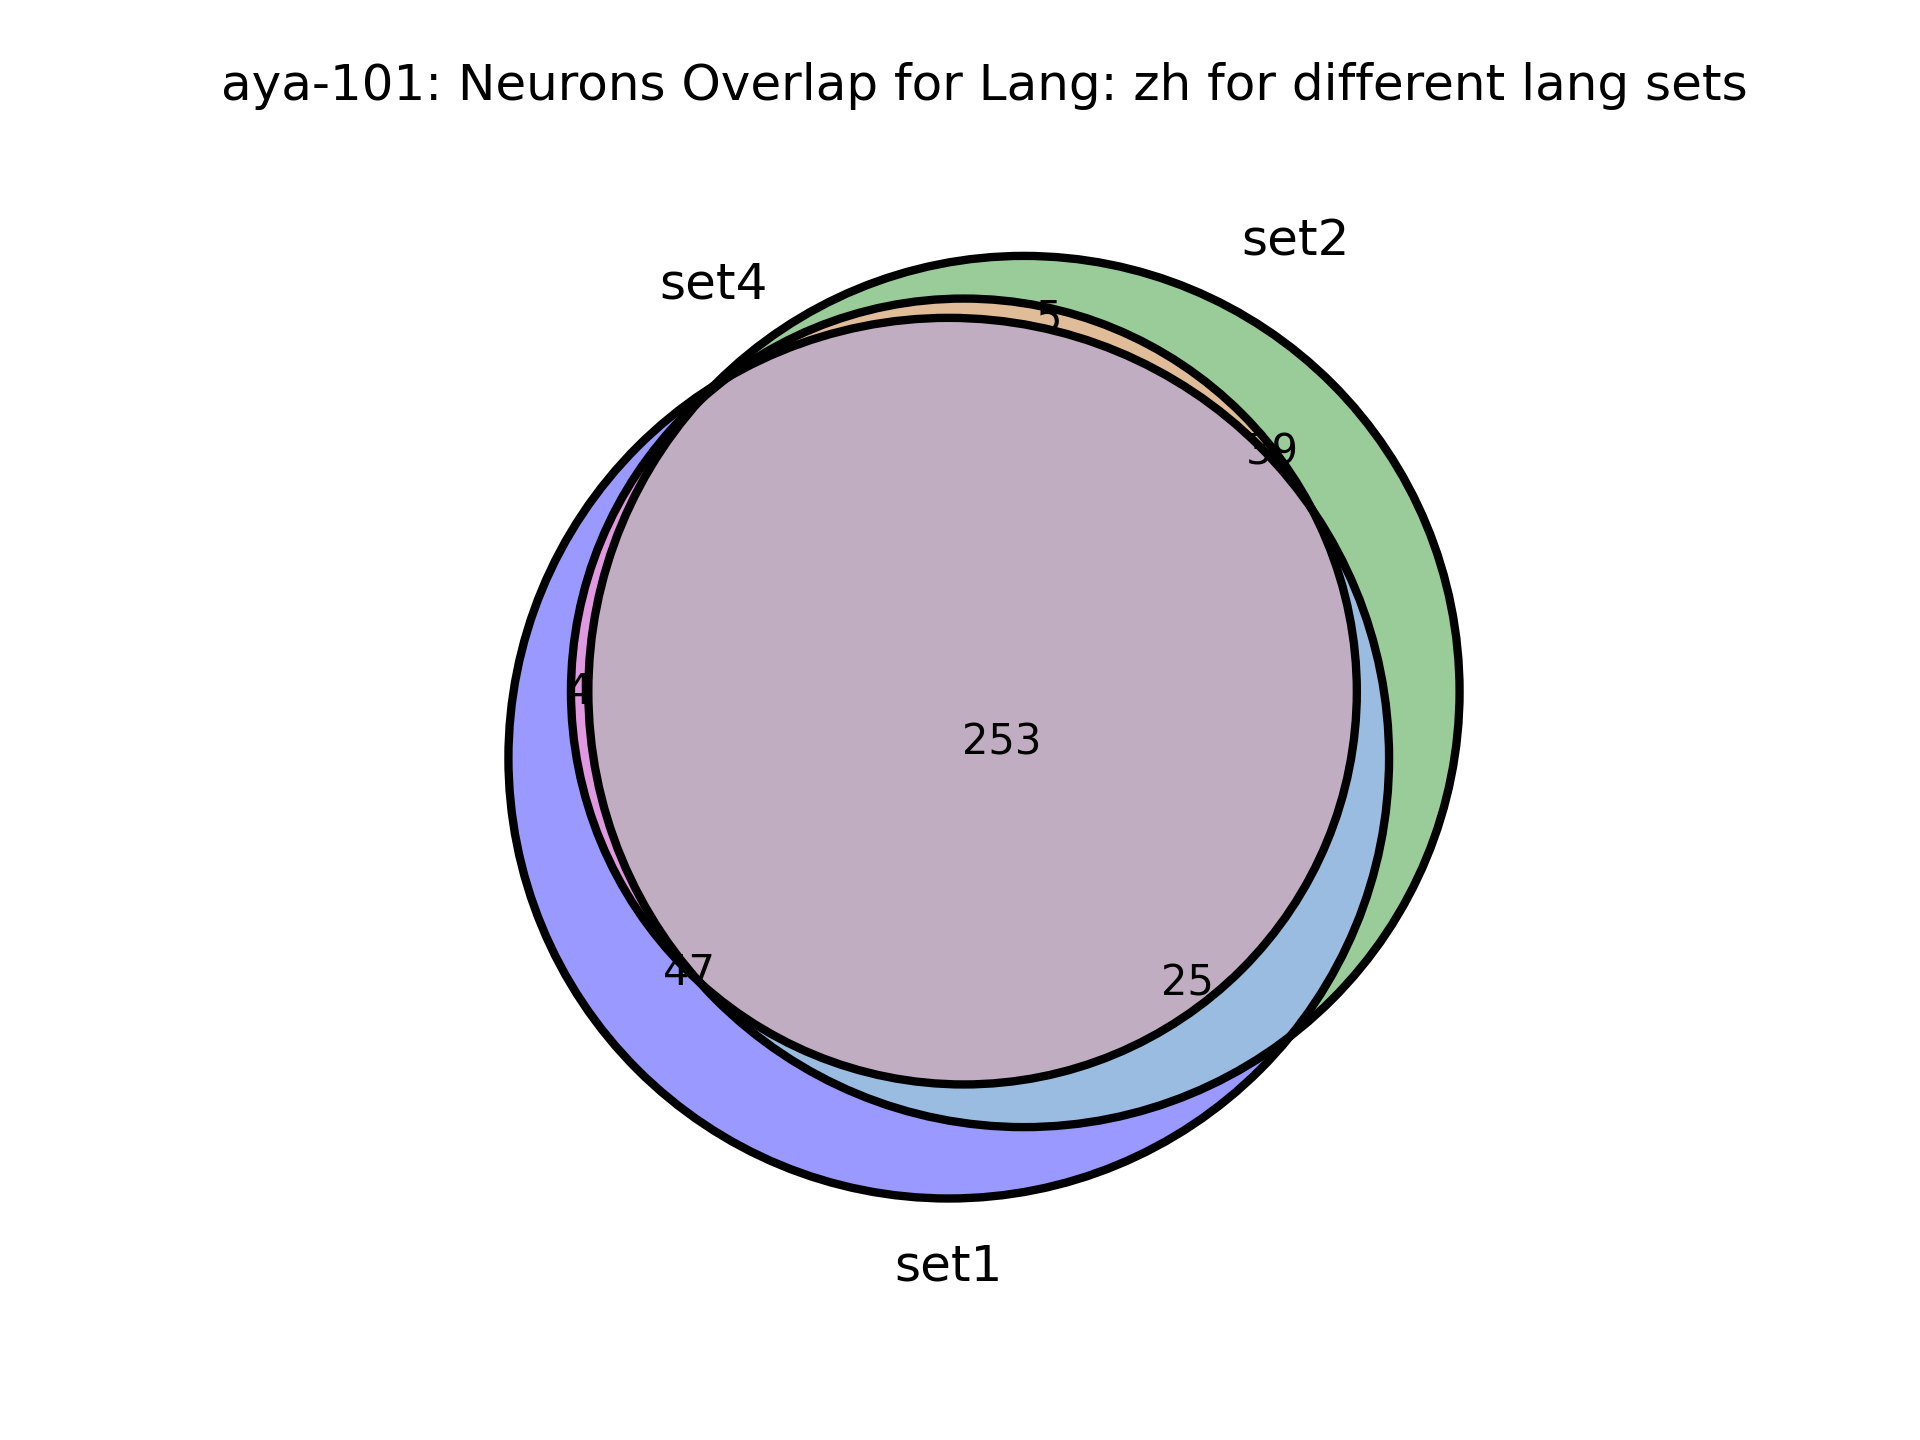 aya-101: Neurons Overlap for Lang: zh for different lang sets
set2
set4
5
39
4
253
47
25
set1